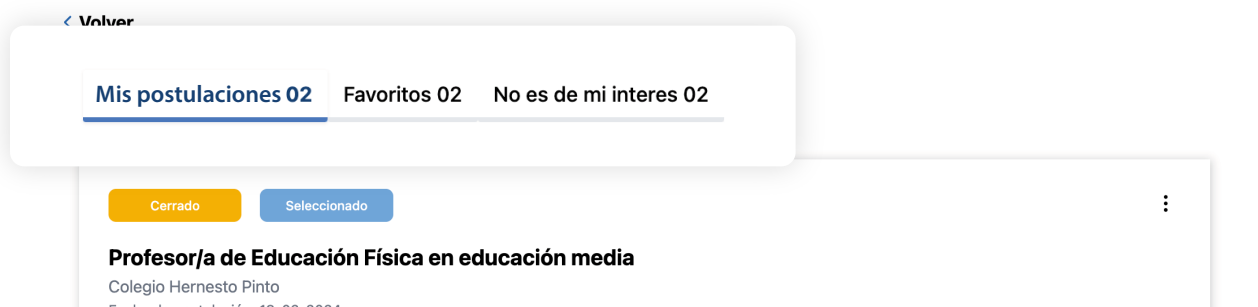 Volver
Mis postulaciones 02 Favoritos 02 No es de mi interes 02
Cerrado Seleccionado
Profesor/a de Educación Física en educación media
Colegio Hernesto Pinto